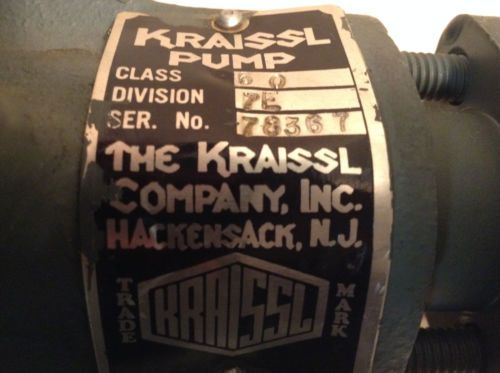 KRAISSL
PUMP
CLASS 60
DIVISION 7E
SER. No. 78367
THE KRAISSL
COMPANY, INC.
HACKENSACK, N.J.
TRADE KRAISSL MARK